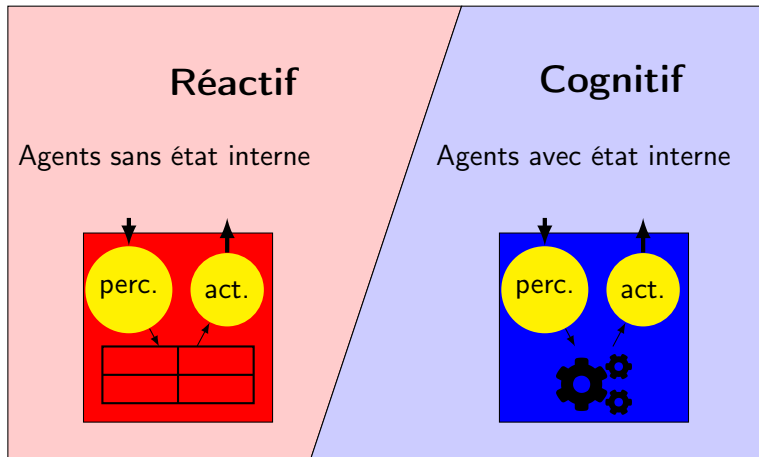 Réactif
Agents sans état interne
perc.
act.
Cognitif
Agents avec état interne
perc.
act.